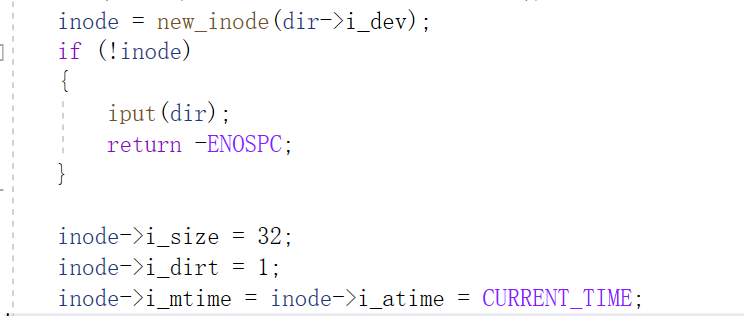 inode = new_inode(dir->i_dev);
if (!inode)
{
iput(dir);
return -ENOSPC;
}
inode->i_size = 32;
inode->i_dirt = 1;
inode->i_mtime = inode->i_atime = CURRENT_TIME;